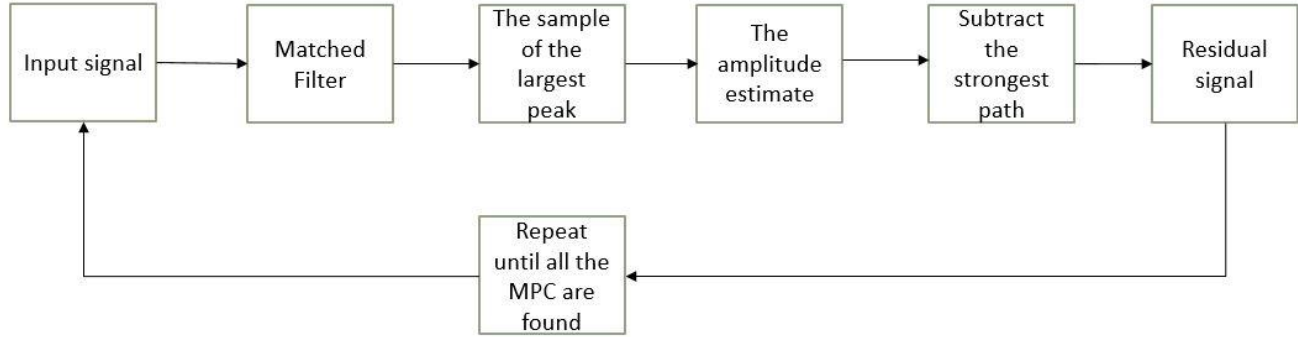 Input signal
Matched
Filter
The sample
of the
largest
peak
The
amplitude
estimate
Subtract
the
strongest
path
Residual
signal
Repeat
until all the
MPC are
found